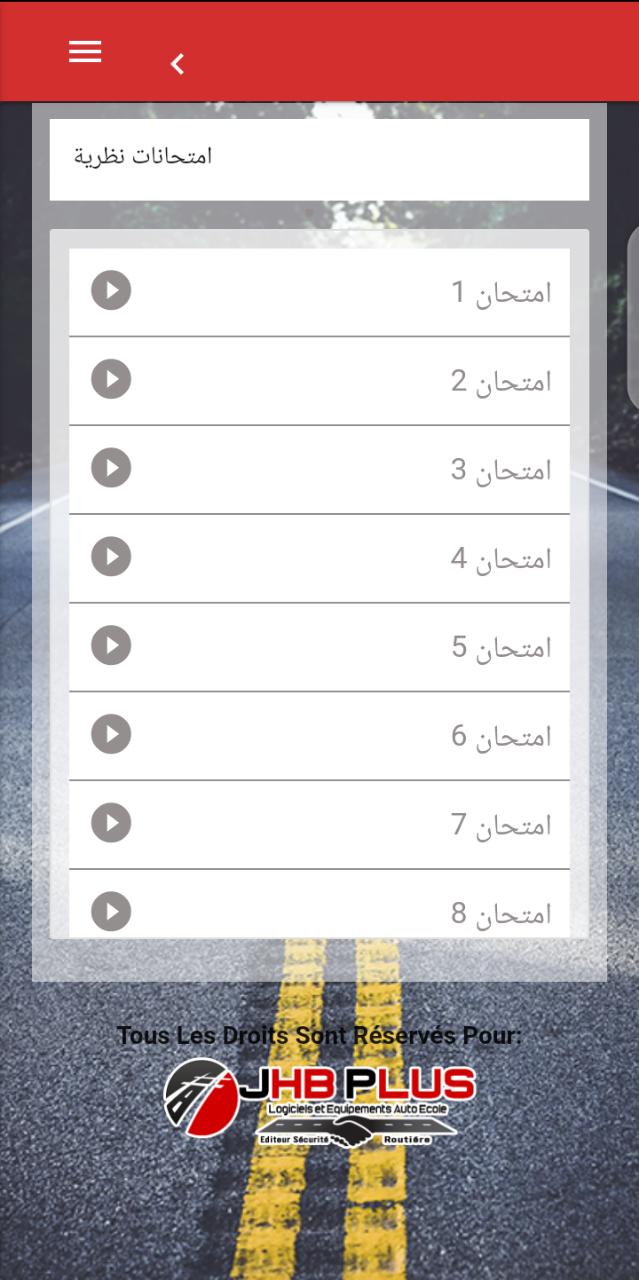 امتحانات نظرية
امتحان 1
امتحان 2
امتحان 3
امتحان 4
امتحان 5
امتحان 6
امتحان 7
امتحان 8
Tous Les Droits Sont Réservés Pour:
JHB PLUS
Logiciels et Equipements Auto Ecole
Editeur Sécurité Routiére